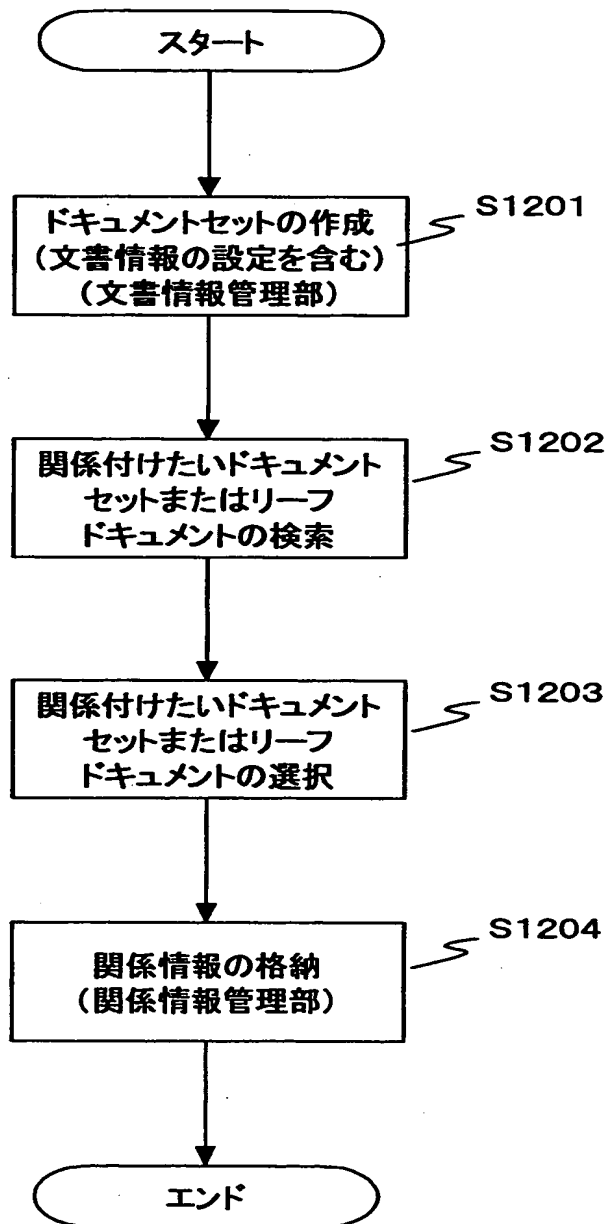 スタート
ドキュメントセットの作成
(文書情報の設定を含む)
(文書情報管理部)
S1201
関係付けたいドキュメント
セットまたはリーフ
ドキュメントの検索
S1202
関係付けたいドキュメント
セットまたはリーフ
ドキュメントの選択
S1203
関係情報の格納
(関係情報管理部)
S1204
エンド